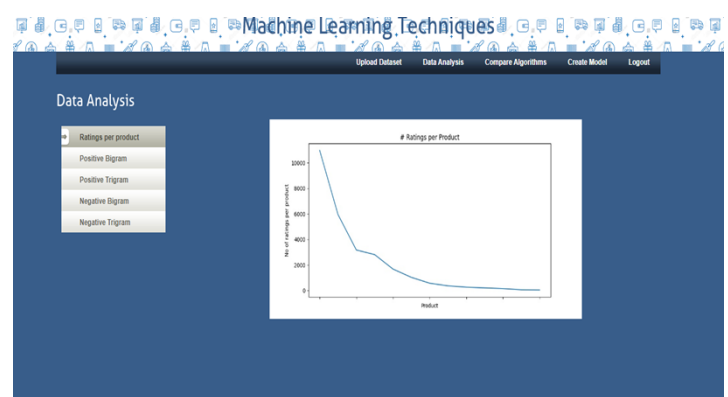 Machine Learning Techniques
Upload Dataset Data Analysis Compare Algorithms Create Model Logout
Data Analysis
Ratings per product
Positive Bigram
Positive Trigram
Negative Bigram
Negative Trigram
# Ratings per Product
No of ratings per product
10000
8000
6000
4000
2000
0
Product